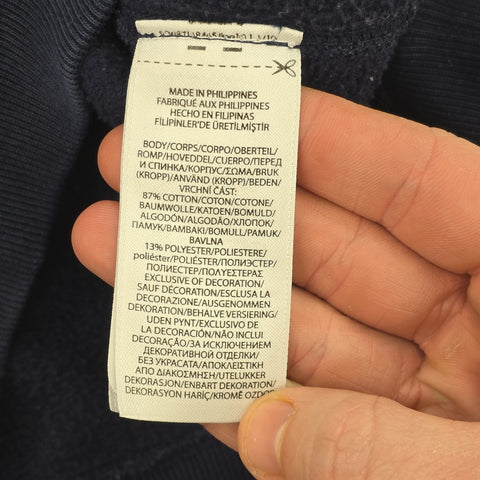 MADE IN PHILIPPINES
FABRIQUÉ AUX PHILIPPINES
HECHO EN FILIPINAS
FİLİPİNLER'DE ÜRETİLMİŞTİR
BODY/CORPS/CORPO/OBERTEIL/
ROMP/HOVEDDEL/CUERPO/ПЕРЕД
И СПИНКА/KOPПYC/ΣΩΜΑ/BRUK
(KROPP)/ANVÄND (KROPP)/BEDEN/
VRCHNÍ ČÁST:
87% COTTON/COTON/COTONE/
BAUMWOLLE/KATOEN/BOMULD/
ALGODÓN/ALGODÃO/ХЛОПОК/
ПАМУК/ΒΑΜΒΑΚΙ/BOMULL/PAMUK/
BAVLNA
13% POLYESTER/POLIESTERE/
poliéster/POLIÉSTER/ПОЛИЭСТЕР/
ПОЛИЕСТЕР/ΠΟΛΥΕΣΤΕΡΑΣ
EXCLUSIVE OF DECORATION/
SAUF DÉCORATION/ESCLUSA LA
DECORAZIONE/AUSGENOMMEN
DEKORATION/BEHALVE VERSIERING/
UDEN PYNT/EXCLUSIVO DE
LA DECORACIÓN/NÃO INCLUI
DECORAÇÃO/ЗА ИСКЛЮЧЕНИЕМ
ДЕКОРАТИВНОЙ ОТДЕЛКИ/
БЕЗ УКРАСАТА/ΑΠΟΚΛΕΙΣΤΙΚΗ
ΑΠΟ ΔΙΑΚΟΣΜΗΣΗ/UTELUKKER
DEKORASJON/ENBART DEKORATION/
DEKORASYON HARİÇ/KROMĚ OZDOB